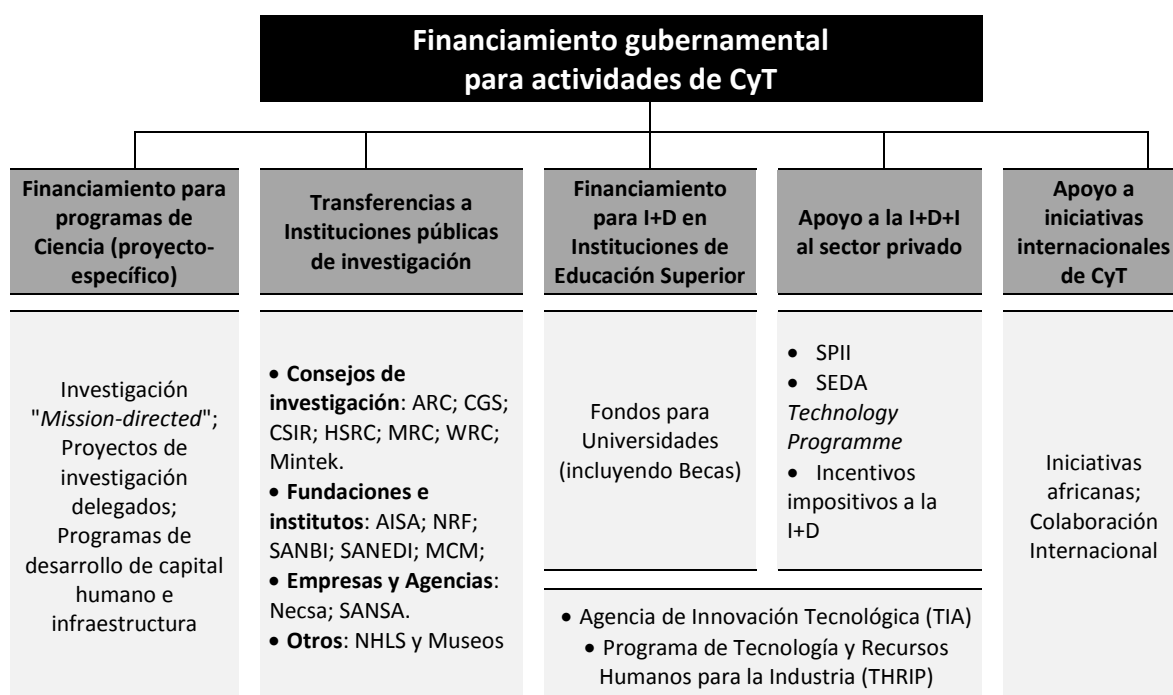 Financiamiento gubernamental
para actividades de CyT
Financiamiento para
programas de
Ciencia (proyecto-
específico)
Transferencias a
Instituciones públicas
de investigación
Financiamiento
para I+D en
Instituciones de
Educación Superior
Apoyo a la I+D+I
al sector privado
Apoyo a
iniciativas
internacionales
de CyT
Investigación
"Mission-directed";
Proyectos de
investigación
delegados;
Programas de
desarrollo de capital
humano e
infraestructura
• Consejos de
investigación: ARC; CGS;
CSIR; HSRC; MRC; WRC;
Mintek.
• Fundaciones e
institutos: AISA; NRF;
SANBI; SANEDI; MCM;
• Empresas y Agencias:
Necsa; SANSA.
• Otros: NHLS y Museos
Fondos para
Universidades
(incluyendo Becas)
• SPII
• SEDA
Technology
Programme
• Incentivos
impositivos a la
I+D
Iniciativas
africanas;
Colaboración
Internacional
• Agencia de Innovación Tecnológica (TIA)
• Programa de Tecnología y Recursos
Humanos para la Industria (THRIP)